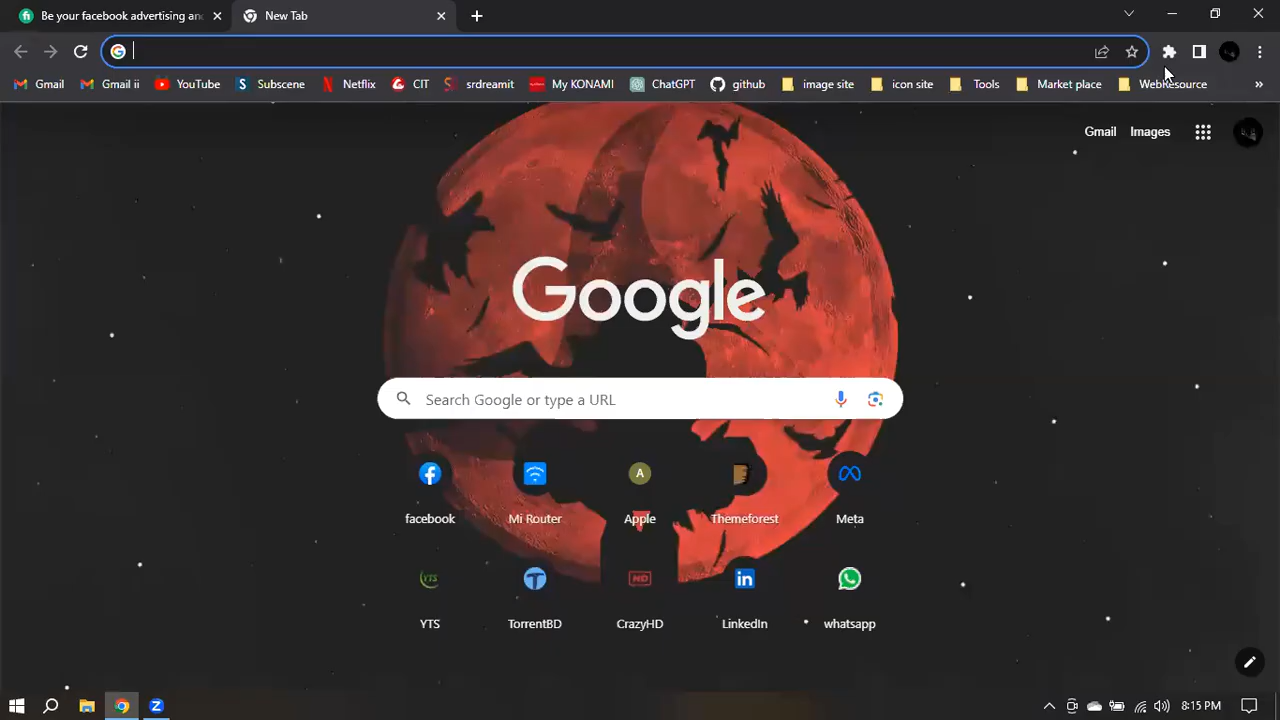 Be your facebook advertising an
New Tab
Gmail
Gmail ii
YouTube
Subscene
Netflix
CIT
srdreamit
My KONAMI
ChatGPT
github
image site
icon site
Tools
Market place
WebResource
Gmail
Images
Google
Search Google or type a URL
facebook
Mi Router
A
Apple
Themeforest
Meta
YTS
YTS
TorrentBD
HD
CrazyHD
LinkedIn
whatsapp
8:15 PM